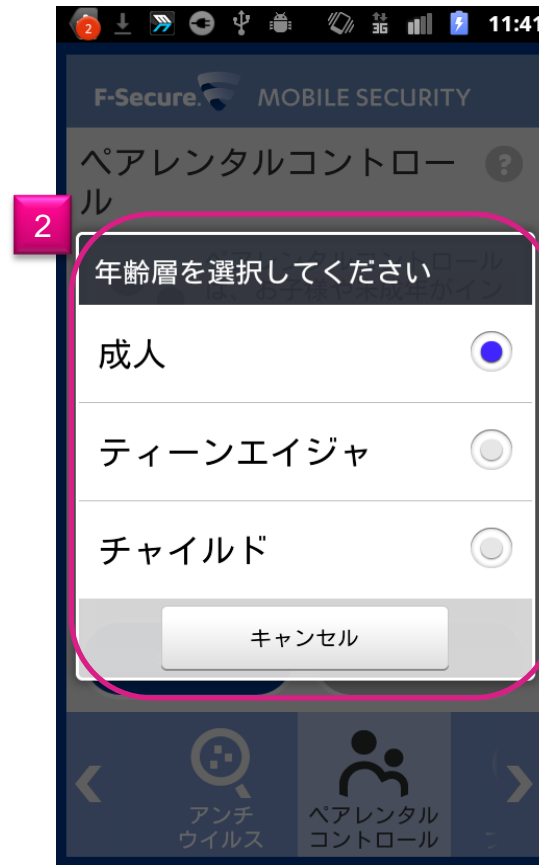 2
3G
11:41
F-Secure. MOBILE SECURITY
ペアレンタルコントロー
ル
?
2
年齢層を選択してください
成人
ティーンエイジャ
チャイルド
キャンセル
アンチ
ウイルス
ペアレンタル
コントロール